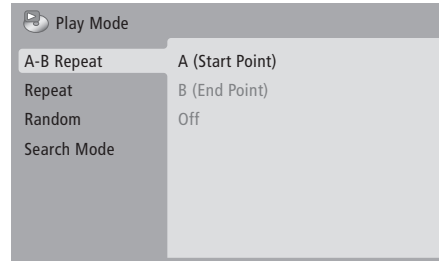 Play Mode
A-B Repeat
Repeat
Random
Search Mode
A (Start Point)
B (End Point)
Off